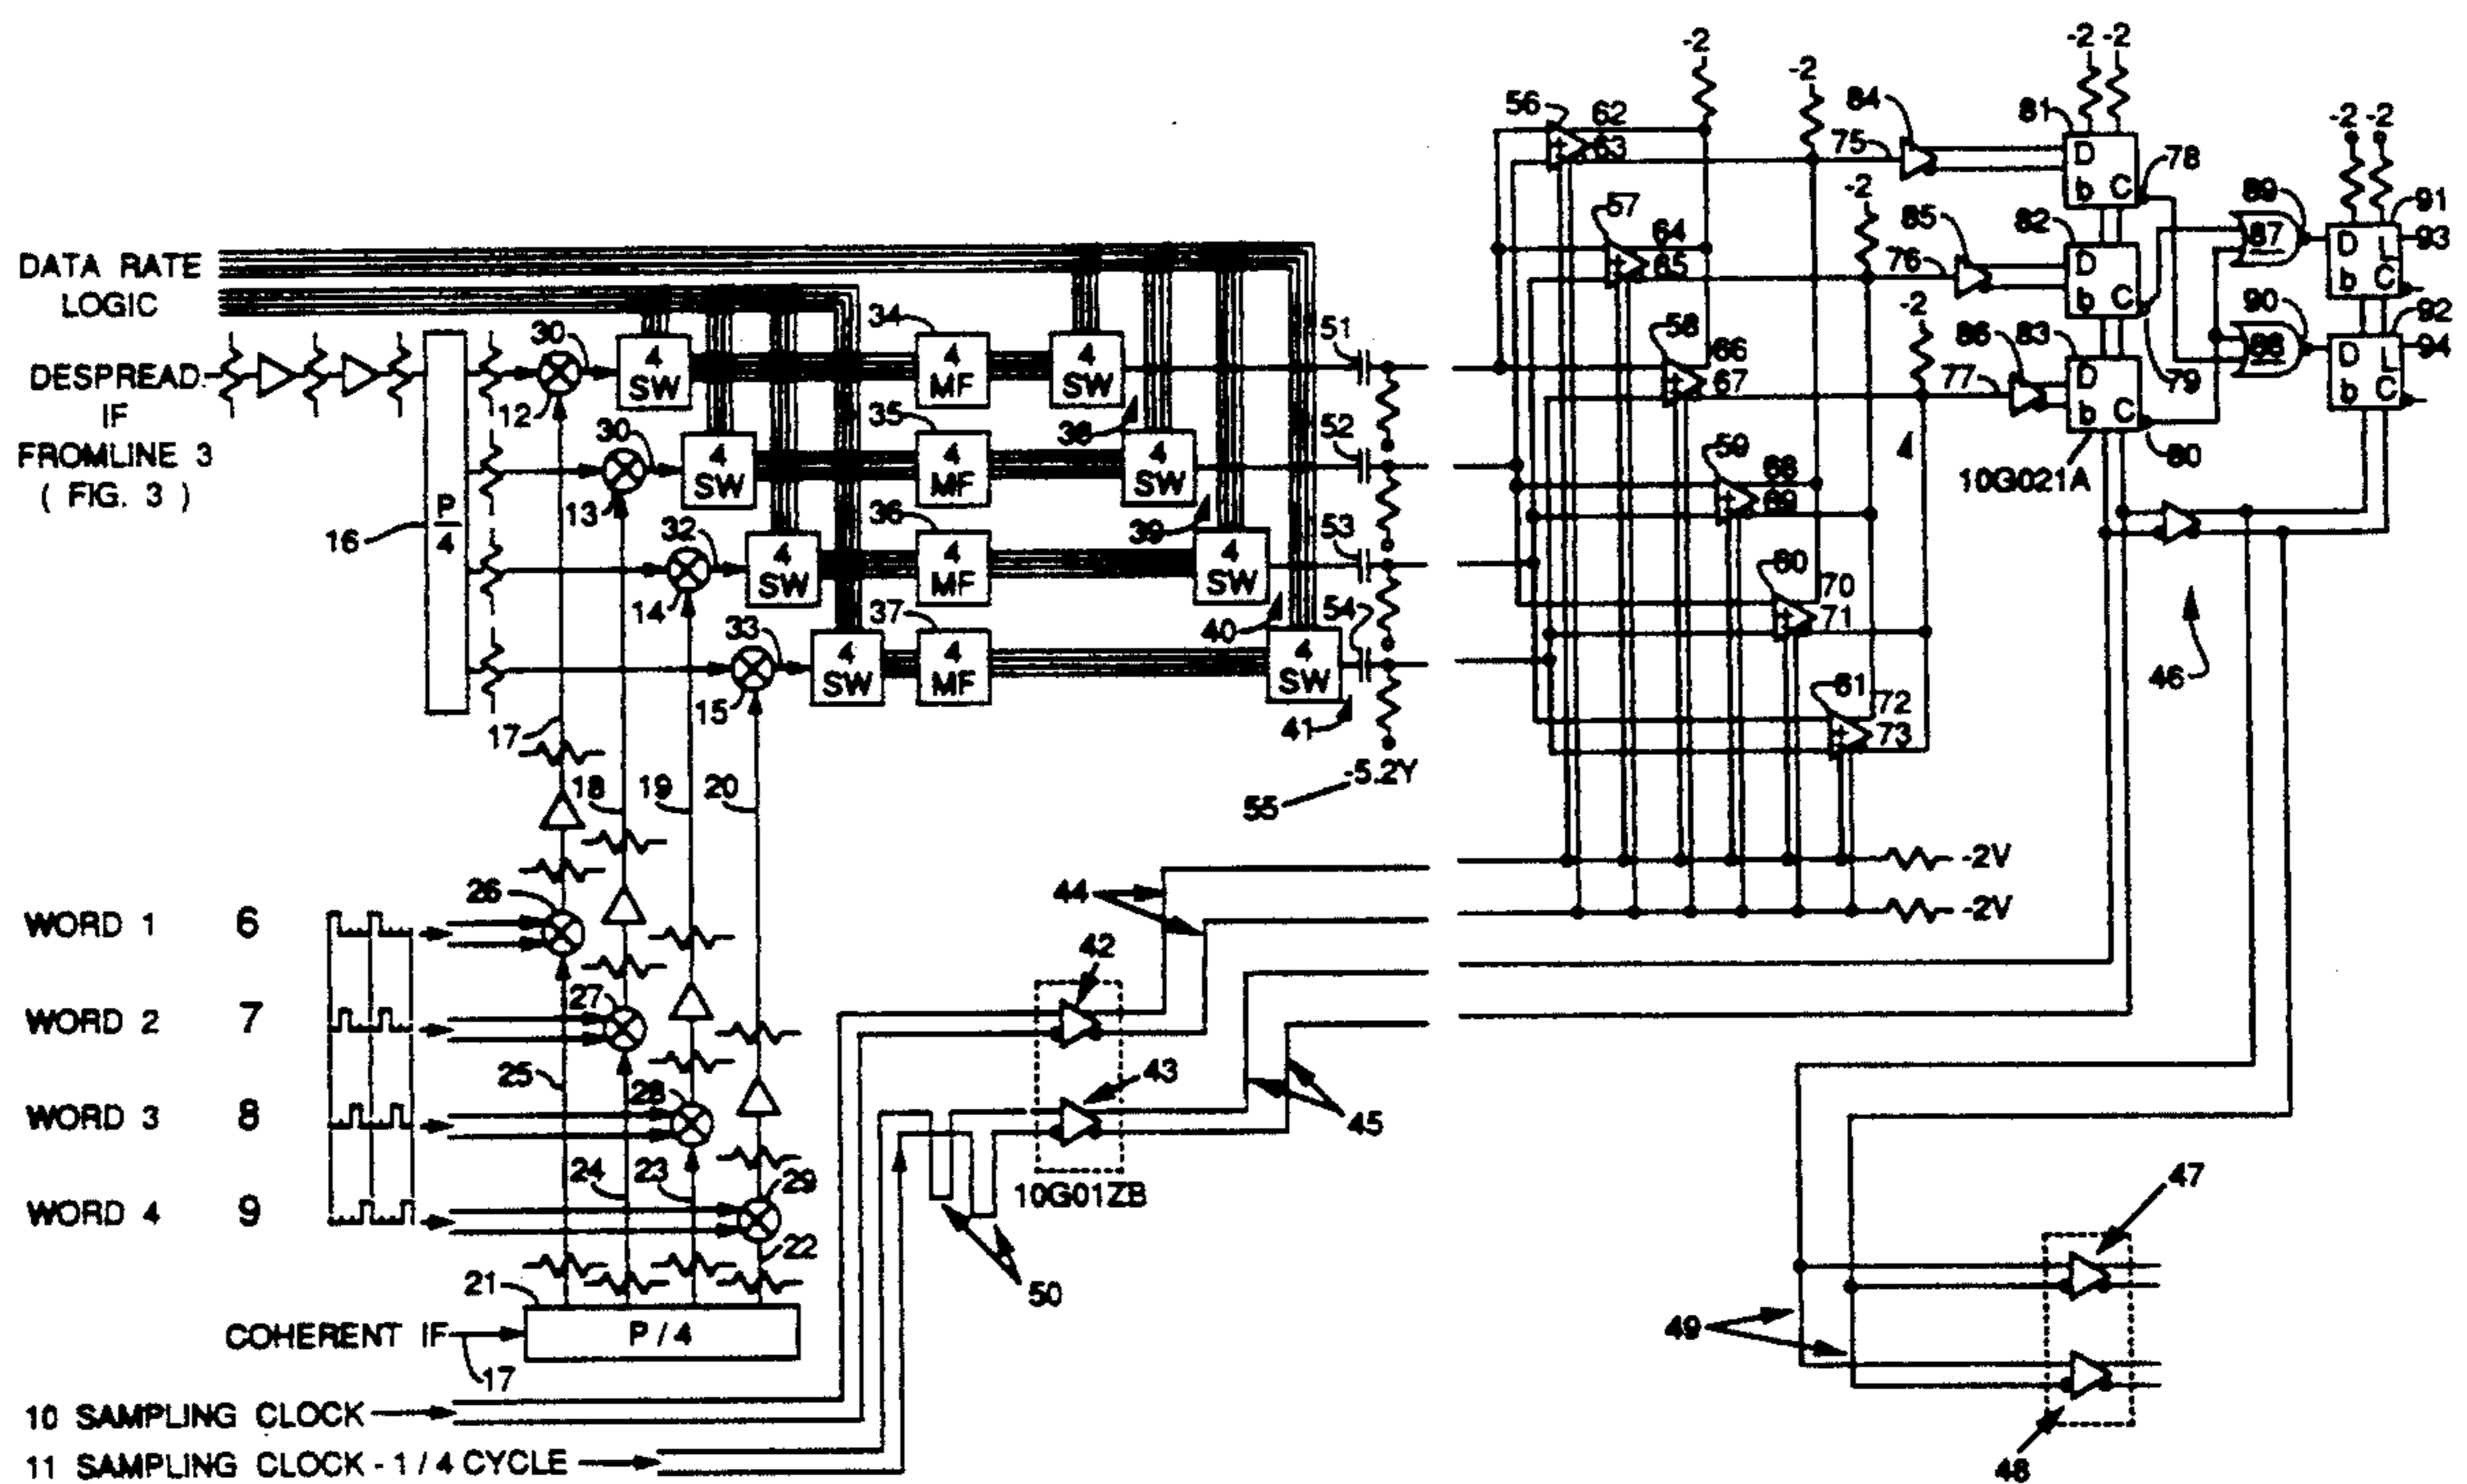 -2
-2 -2
-2
-2 -2
56
62
63
84
75
81
D
b C
78
57
64
65
-2
85
76
82
D
b C
79
89
87
91
D L
b C
93
DATA RATE
LOGIC
DESPREAD
IF
FROMLINE 3
( FIG. 3 )
16
P
4
30
12
4
SW
34
4
MF
4
SW
38
51
58
66
67
-2
86
77
83
D
b C
80
10G021A
90
88
92
D L
b C
94
30
13
4
SW
35
4
MF
4
SW
39
52
59
68
69
4
32
14
4
SW
36
4
MF
4
SW
40
53
60
70
71
46
33
15
4
SW
37
4
MF
4
SW
41
54
61
72
73
17
18
19
20
-5.2Y
55
-2V
-2V
WORD 1 6
26
44
42
WORD 2 7
27
25
43
WORD 3 8
28
45
10G01ZB
WORD 4 9
24
23
29
22
50
47
21
COHERENT IF
P / 4
17
49
10 SAMPLING CLOCK
11 SAMPLING CLOCK - 1 / 4 CYCLE
48